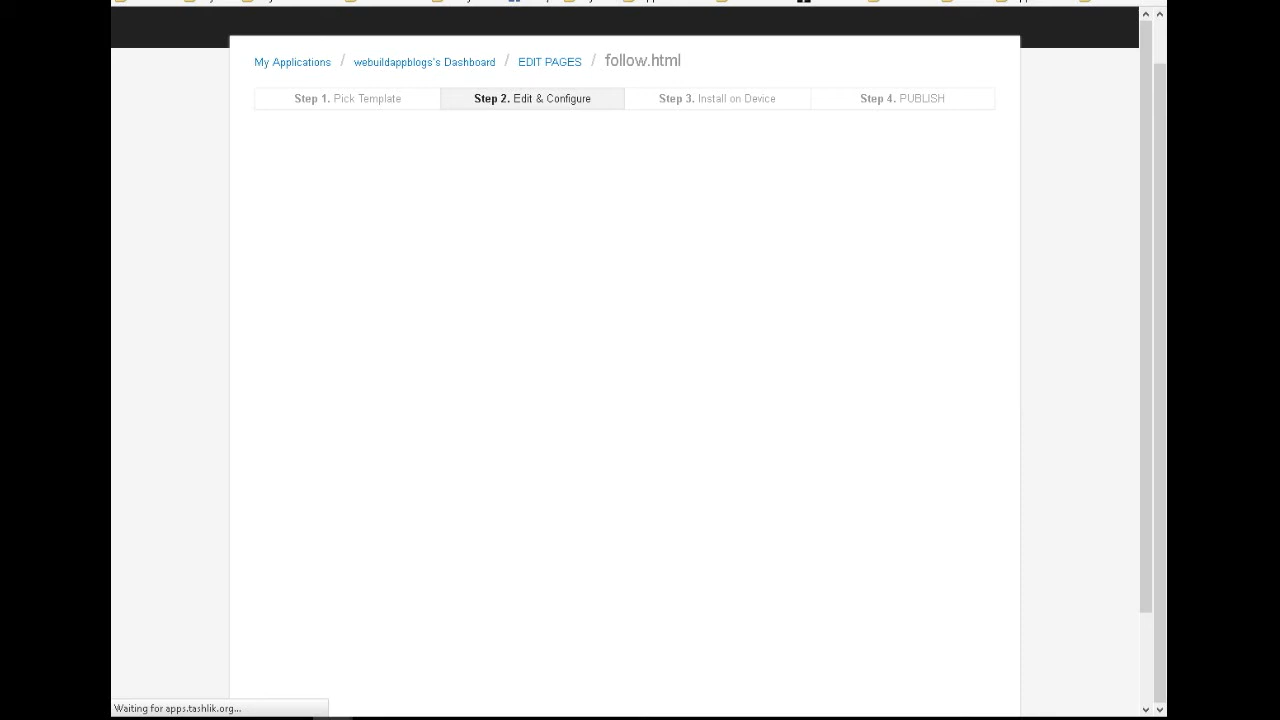 My Applications / webuildappblogs's Dashboard / EDIT PAGES / follow.html
Step 1. Pick Template Step 2. Edit & Configure Step 3. Install on Device Step 4. PUBLISH
Waiting for apps.tashlik.org...